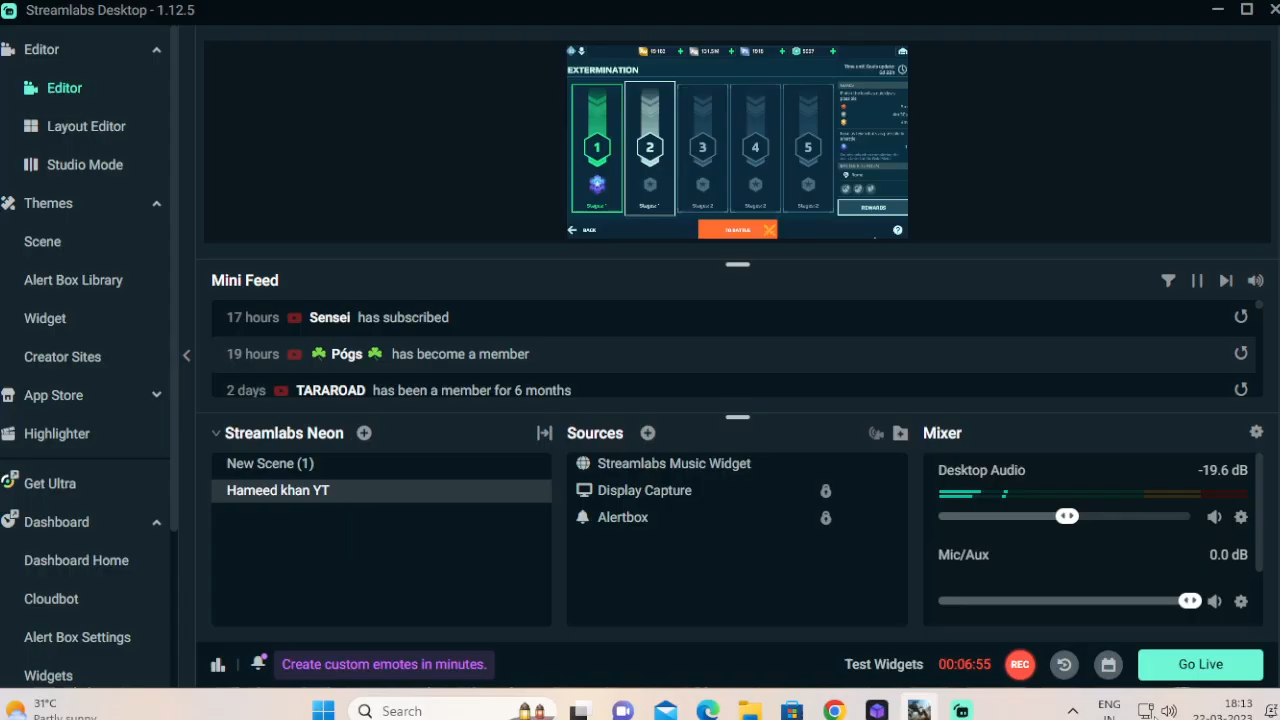 Streamlabs Desktop - 1.12.5
Editor
Editor
Layout Editor
Studio Mode
Themes
Scene
Alert Box Library
Widget
Creator Sites
App Store
Highlighter
Get Ultra
Dashboard
Dashboard Home
Cloudbot
Alert Box Settings
Widgets
EXTERMINATION
1
2
3
4
5
BACK
TO BATTLE
REWARDS
?
Mini Feed
17 hours Sensei has subscribed
19 hours ☘ Pógs ☘ has become a member
2 days TARAROAD has been a member for 6 months
Streamlabs Neon
New Scene (1)
Hameed khan YT
Sources
Streamlabs Music Widget
Display Capture
Alertbox
Mixer
Desktop Audio -19.6 dB
Mic/Aux 0.0 dB
Create custom emotes in minutes.
Test Widgets 00:06:55 REC Go Live
31°C
Partly sunny
Search
ENG
IN
18:13
22-03-2023